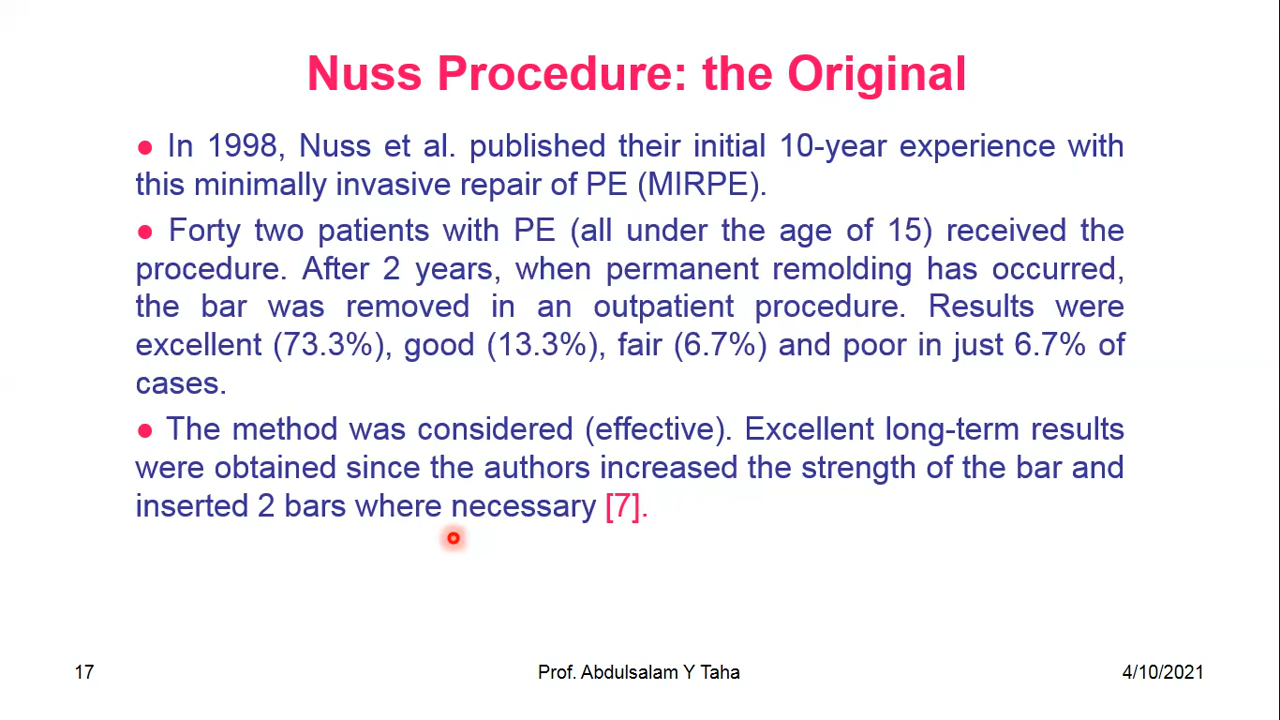 Nuss Procedure: the Original
● In 1998, Nuss et al. published their initial 10-year experience with
this minimally invasive repair of PE (MIRPE).
● Forty two patients with PE (all under the age of 15) received the
procedure. After 2 years, when permanent remolding has occurred,
the bar was removed in an outpatient procedure. Results were
excellent (73.3%), good (13.3%), fair (6.7%) and poor in just 6.7% of
cases.
● The method was considered (effective). Excellent long-term results
were obtained since the authors increased the strength of the bar and
inserted 2 bars where necessary [7].
17 Prof. Abdulsalam Y Taha 4/10/2021